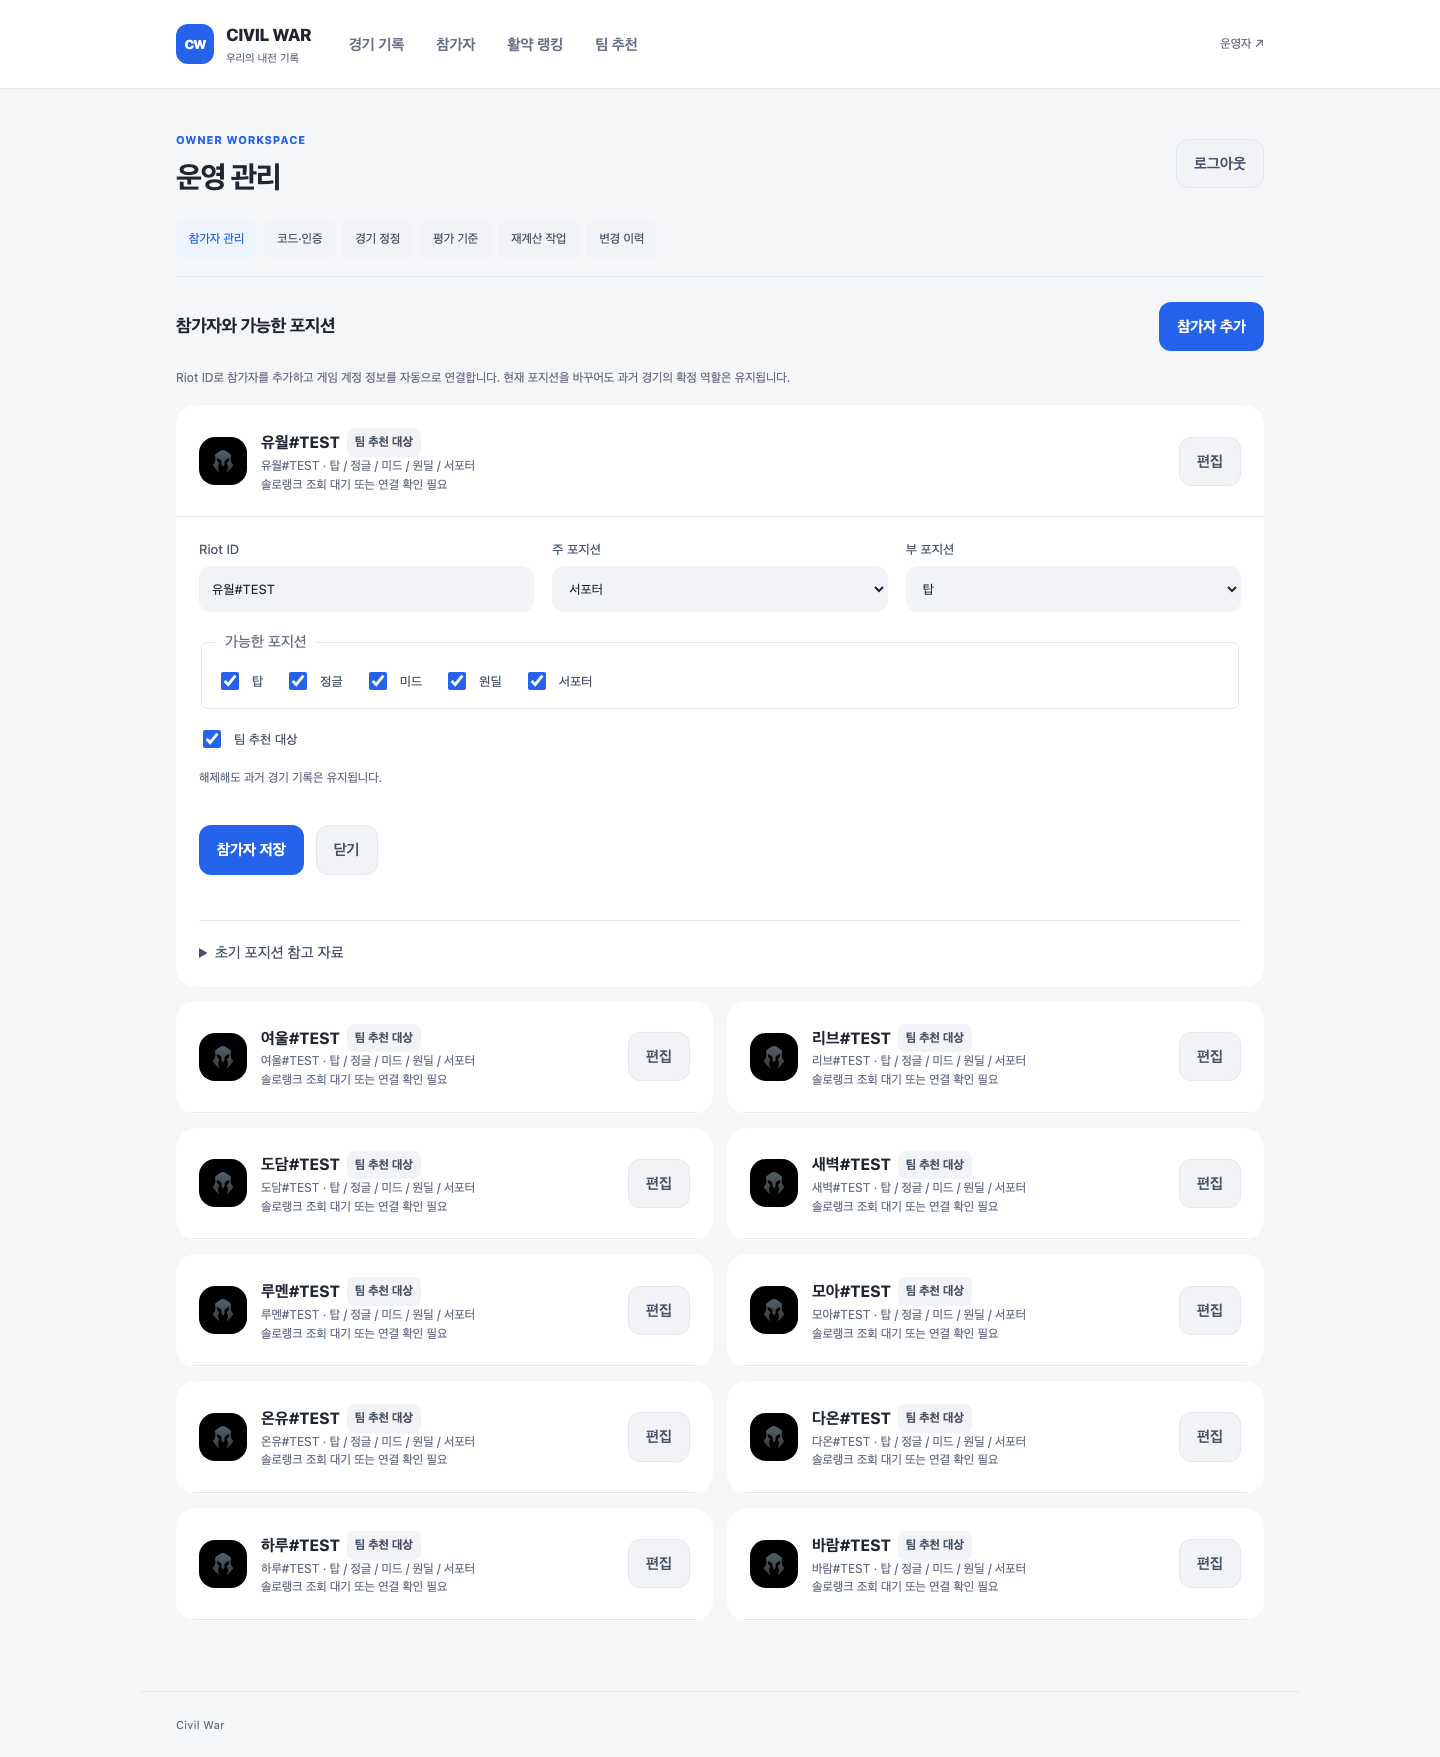 CW
CIVIL WAR
우리의 내전 기록
경기 기록
참가자
활약 랭킹
팀 추천
운영자 ↗
OWNER WORKSPACE
운영 관리
로그아웃
참가자 관리
코드·인증
경기 정정
평가 기준
재계산 작업
변경 이력
참가자와 가능한 포지션
참가자 추가
Riot ID로 참가자를 추가하고 게임 계정 정보를 자동으로 연결합니다. 현재 포지션을 바꾸어도 과거 경기의 확정 역할은 유지됩니다.
유월#TEST 팀 추천 대상
유월#TEST · 탑 / 정글 / 미드 / 원딜 / 서포터
솔로랭크 조회 대기 또는 연결 확인 필요
편집
Riot ID
유월#TEST
주 포지션
서포터
부 포지션
탑
가능한 포지션
탑 정글 미드 원딜 서포터
팀 추천 대상
해제해도 과거 경기 기록은 유지됩니다.
참가자 저장
닫기
▶ 초기 포지션 참고 자료
여울#TEST 팀 추천 대상
여울#TEST · 탑 / 정글 / 미드 / 원딜 / 서포터
솔로랭크 조회 대기 또는 연결 확인 필요
편집
리브#TEST 팀 추천 대상
리브#TEST · 탑 / 정글 / 미드 / 원딜 / 서포터
솔로랭크 조회 대기 또는 연결 확인 필요
편집
도담#TEST 팀 추천 대상
도담#TEST · 탑 / 정글 / 미드 / 원딜 / 서포터
솔로랭크 조회 대기 또는 연결 확인 필요
편집
새벽#TEST 팀 추천 대상
새벽#TEST · 탑 / 정글 / 미드 / 원딜 / 서포터
솔로랭크 조회 대기 또는 연결 확인 필요
편집
루멘#TEST 팀 추천 대상
루멘#TEST · 탑 / 정글 / 미드 / 원딜 / 서포터
솔로랭크 조회 대기 또는 연결 확인 필요
편집
모아#TEST 팀 추천 대상
모아#TEST · 탑 / 정글 / 미드 / 원딜 / 서포터
솔로랭크 조회 대기 또는 연결 확인 필요
편집
온유#TEST 팀 추천 대상
온유#TEST · 탑 / 정글 / 미드 / 원딜 / 서포터
솔로랭크 조회 대기 또는 연결 확인 필요
편집
다온#TEST 팀 추천 대상
다온#TEST · 탑 / 정글 / 미드 / 원딜 / 서포터
솔로랭크 조회 대기 또는 연결 확인 필요
편집
하루#TEST 팀 추천 대상
하루#TEST · 탑 / 정글 / 미드 / 원딜 / 서포터
솔로랭크 조회 대기 또는 연결 확인 필요
편집
바람#TEST 팀 추천 대상
바람#TEST · 탑 / 정글 / 미드 / 원딜 / 서포터
솔로랭크 조회 대기 또는 연결 확인 필요
편집
Civil War